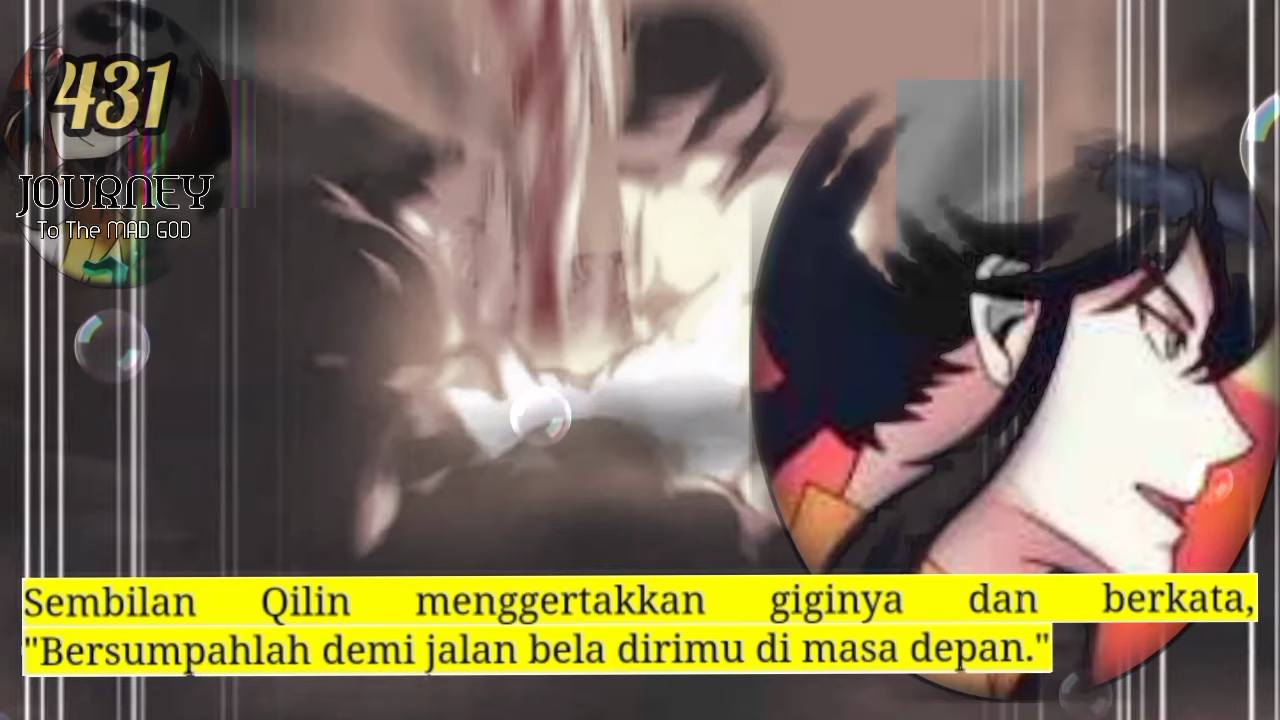 431
JOURNEY
To The MAD GOD
Sembilan Qilin menggertakkan giginya dan berkata,
"Bersumpahlah demi jalan bela dirimu di masa depan."